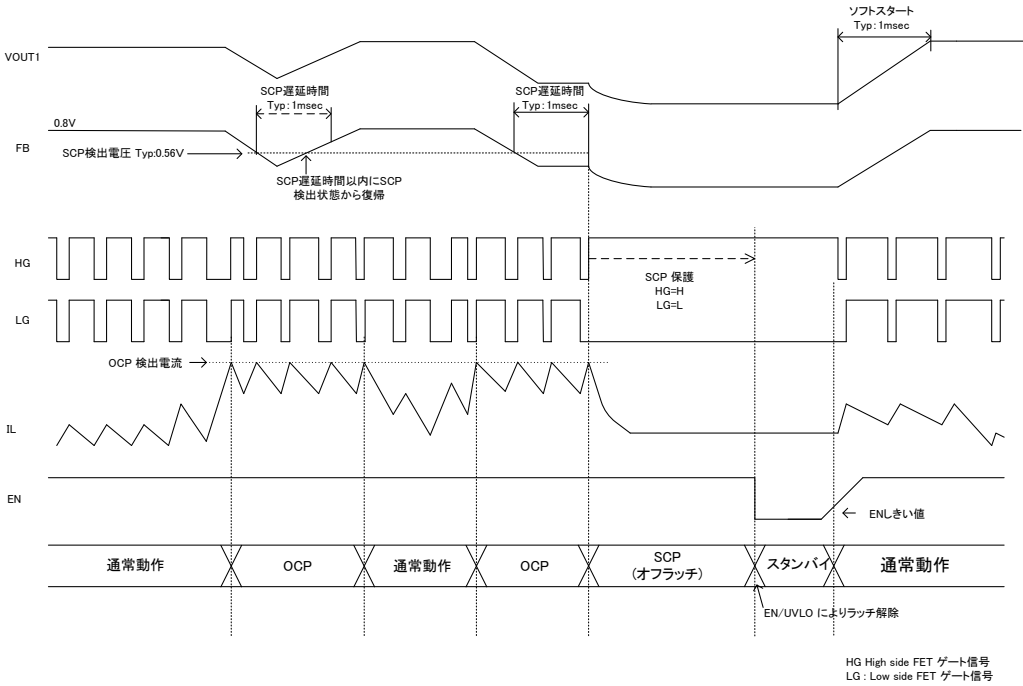 ソフトスタート
Typ:1msec
VOUT1
SCP遅延時間
Typ:1msec
SCP遅延時間
Typ:1msec
0.8V
FB
SCP検出電圧 Typ:0.56V
SCP遅延時間以内にSCP
検出状態から復帰
HG
SCP 保護
HG=H
LG=L
LG
OCP 検出電流
IL
EN
ENしきい値
通常動作
OCP
通常動作
OCP
SCP
(オフラッチ)
スタンバイ
通常動作
EN/UVLO によりラッチ解除
HG High side FET ゲート信号
LG : Low side FET ゲート信号